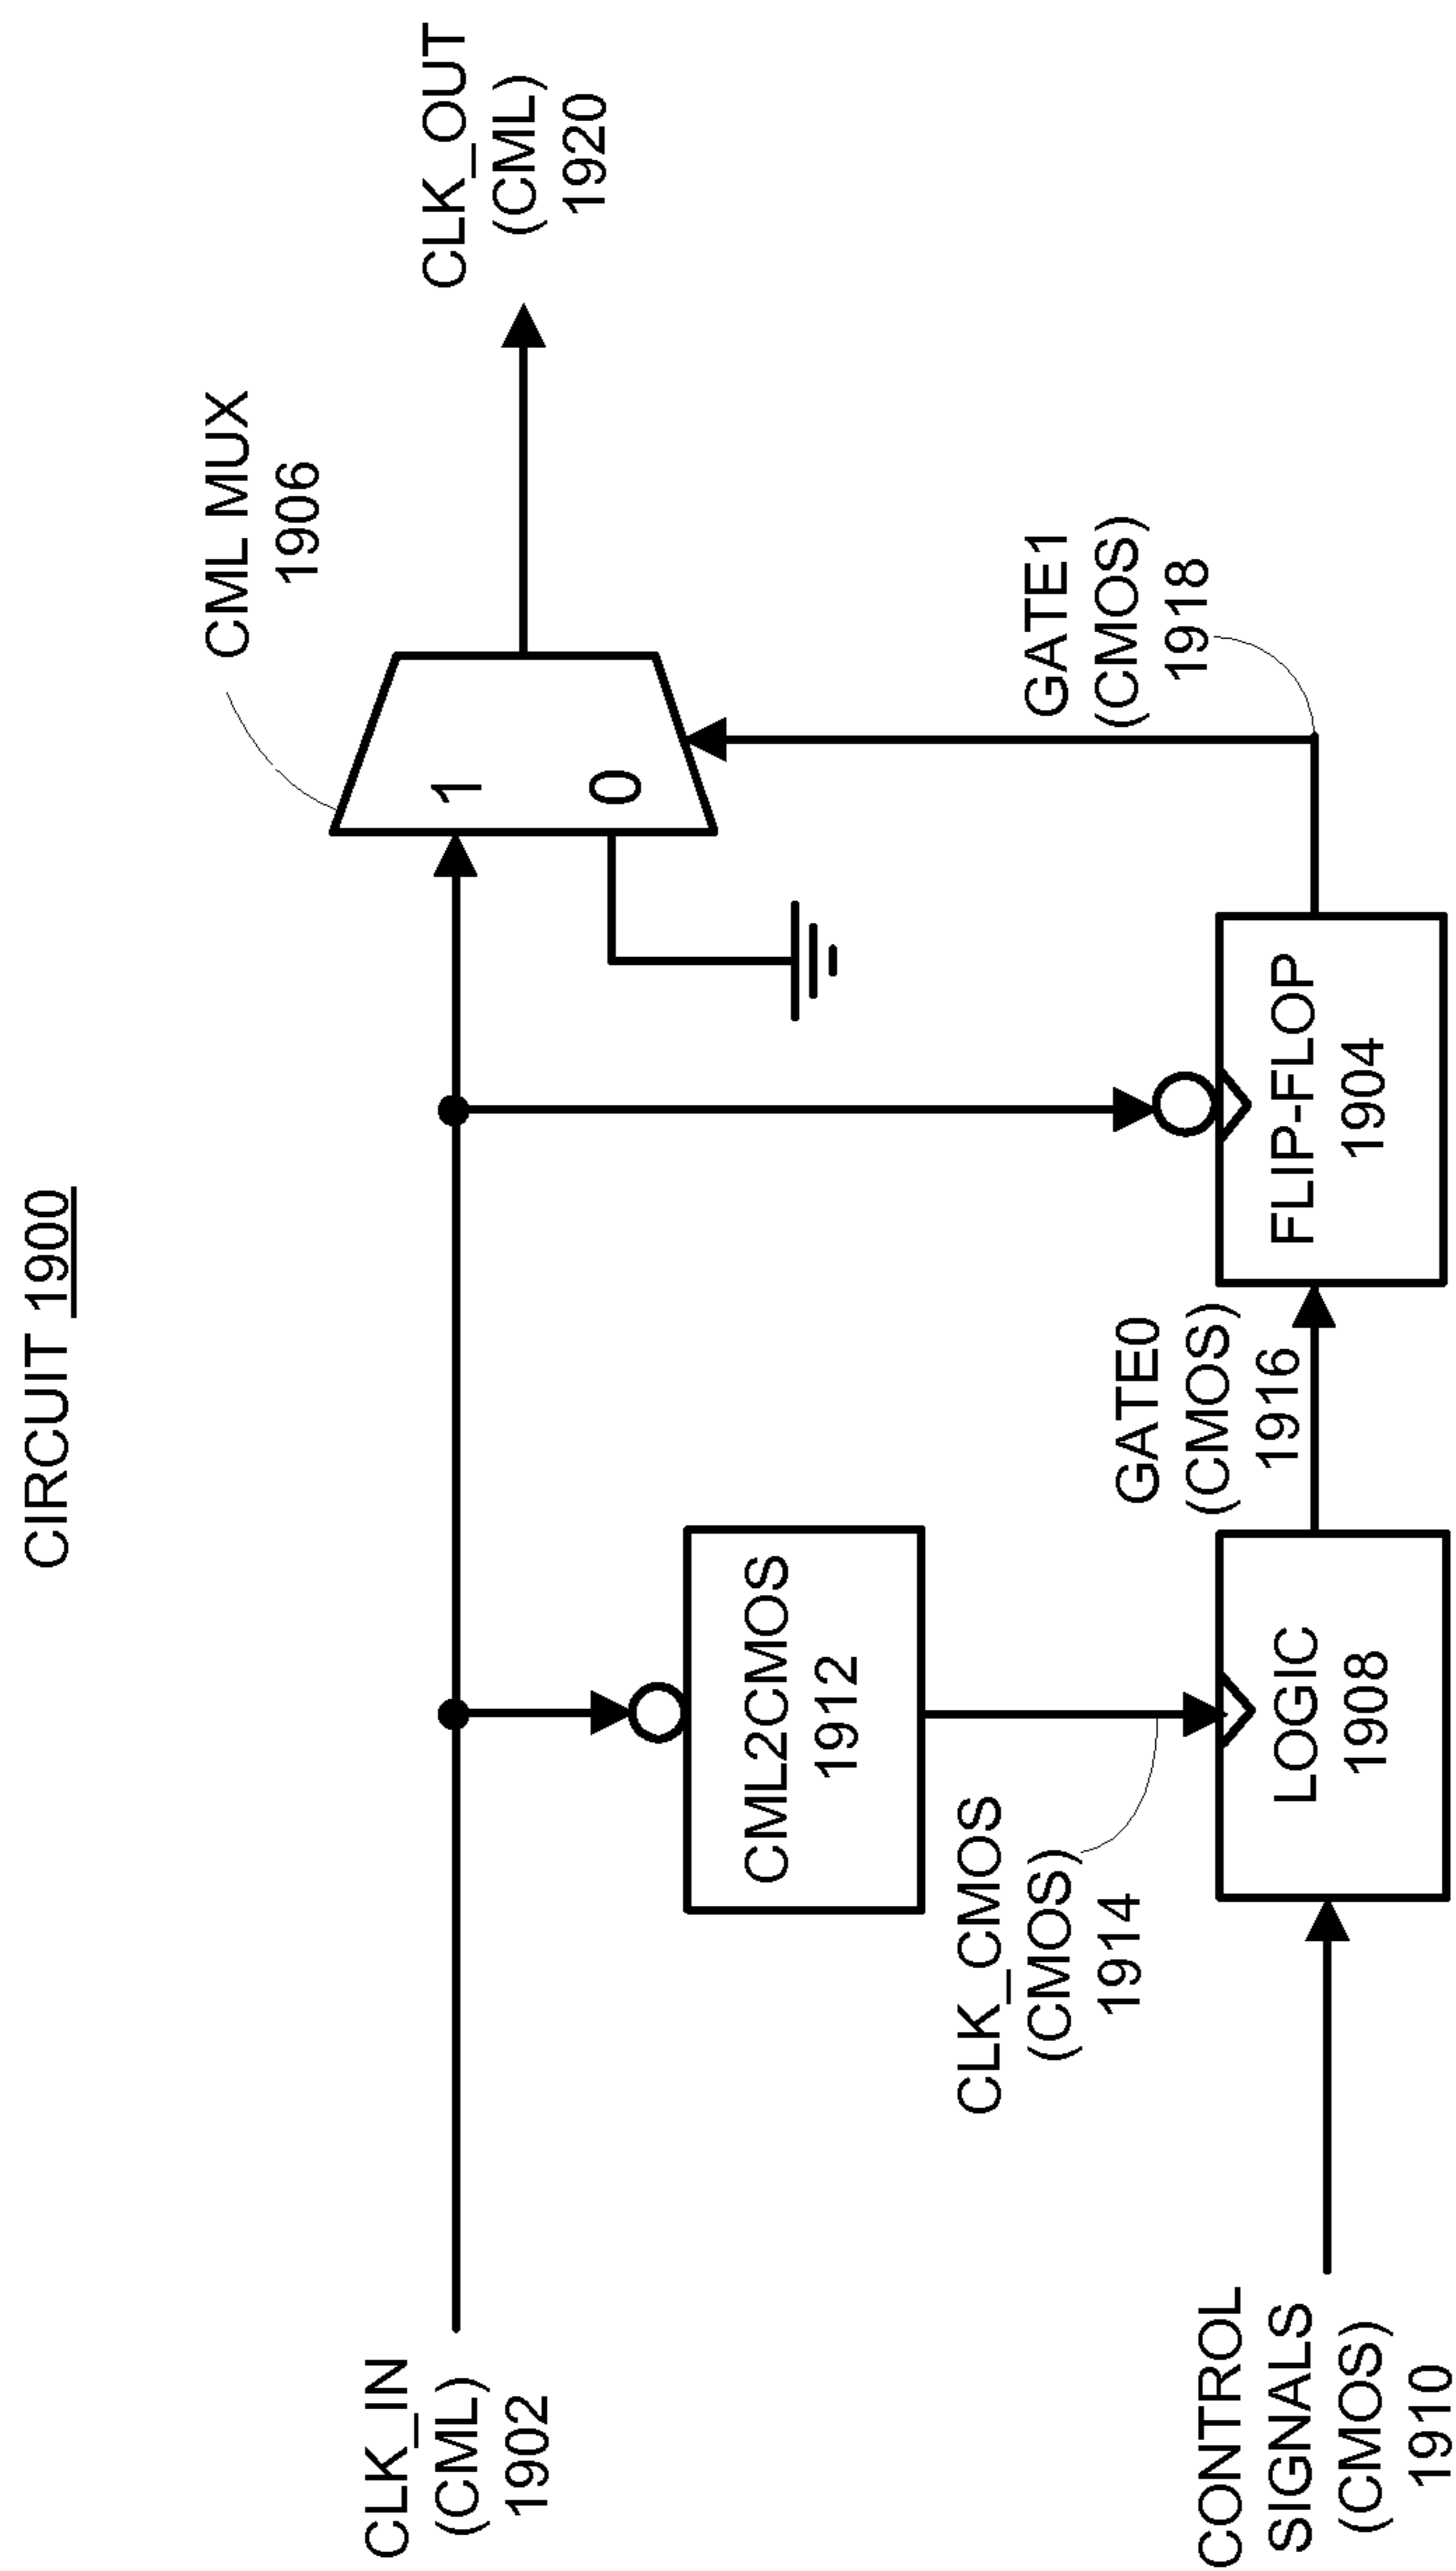 CIRCUIT 1900
CML MUX
1906
CLK_IN
(CML)
1902
1
0
CLK_OUT
(CML)
1920
CML2CMOS
1912
CLK_CMOS
(CMOS)
1914
GATE0
(CMOS)
1916
GATE1
(CMOS)
1918
CONTROL
SIGNALS
(CMOS)
1910
LOGIC
1908
FLIP-FLOP
1904